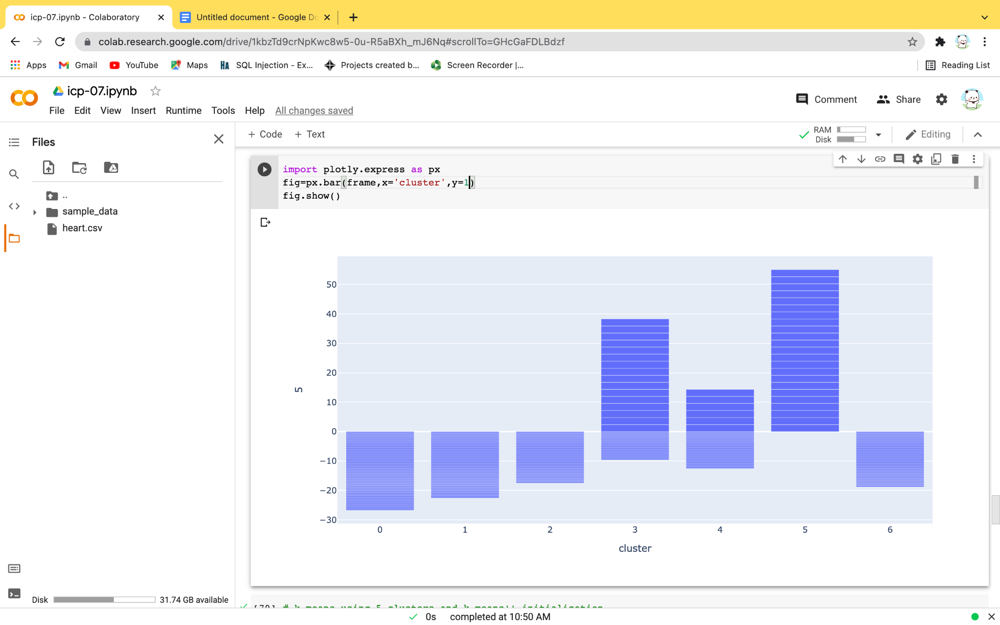 icp-07.ipynb - Colaboratory
Untitled document - Google Do
colab.research.google.com/drive/1kbzTd9crNpKwc8w5-0u-R5aBXh_mJ6Nq#scrollTo=GHcGaFDLBdzf
Apps
Gmail
YouTube
Maps
HA
SQL Injection - Ex...
Projects created b...
Screen Recorder |...
Reading List
icp-07.ipynb
File Edit View Insert Runtime Tools Help All changes saved
Comment
Share
Files
+ Code + Text
RAM
Disk
Editing
..
sample_data
heart.csv
import plotly.express as px
fig=px.bar(frame,x='cluster',y=1)
fig.show()
50
40
30
20
10
0
−10
−20
−30
5
0 1 2 3 4 5 6
cluster
Disk
31.74 GB available
[79] # k-means using 5 clusters and k-means++ initialization
0s completed at 10:50 AM